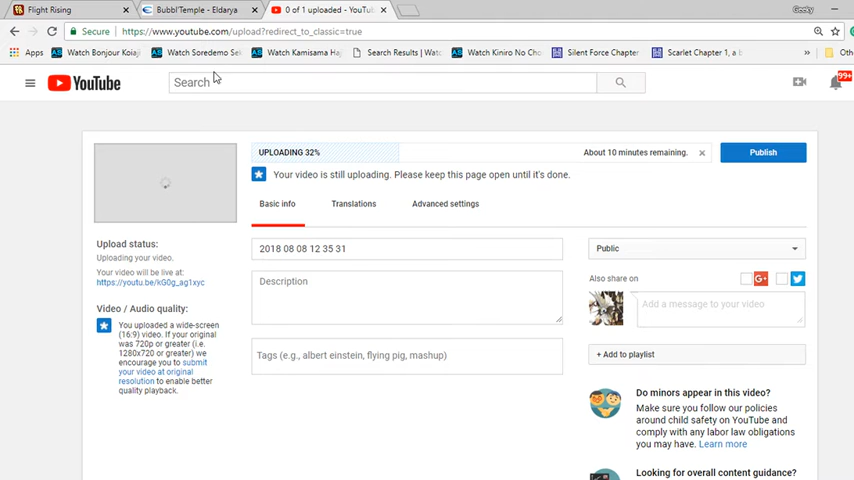 Flight Rising
Bubbl'Temple - Eldarya
0 of 1 uploaded - YouTu
Geeky
Secure
https://www.youtube.com/upload?redirect_to_classic=true
Apps
Watch Bonjour Koiaj
Watch Soredemo Sek
Watch Kamisama Haj
Search Results | Watc
Watch Kiniro No Cho
Silent Force Chapter
Scarlet Chapter 1, a b
»
Othe
YouTube
Search
99+
UPLOADING 32%
About 10 minutes remaining.
Publish
Your video is still uploading. Please keep this page open until it's done.
Basic info
Translations
Advanced settings
Upload status:
Uploading your video.
Your video will be live at:
https://youtu.be/kG0g_ag1xyc
Video / Audio quality:
You uploaded a wide-screen
(16:9) video. If your original
was 720p or greater (i.e.
1280x720 or greater) we
encourage you to submit
your video at original
resolution to enable better
quality playback.
2018 08 08 12 35 31
Description
Tags (e.g., albert einstein, flying pig, mashup)
Public
Also share on
G+
Add a message to your video
+ Add to playlist
Do minors appear in this video?
Make sure you follow our policies
around child safety on YouTube and
comply with any labor law obligations
you may have. Learn more
Looking for overall content guidance?